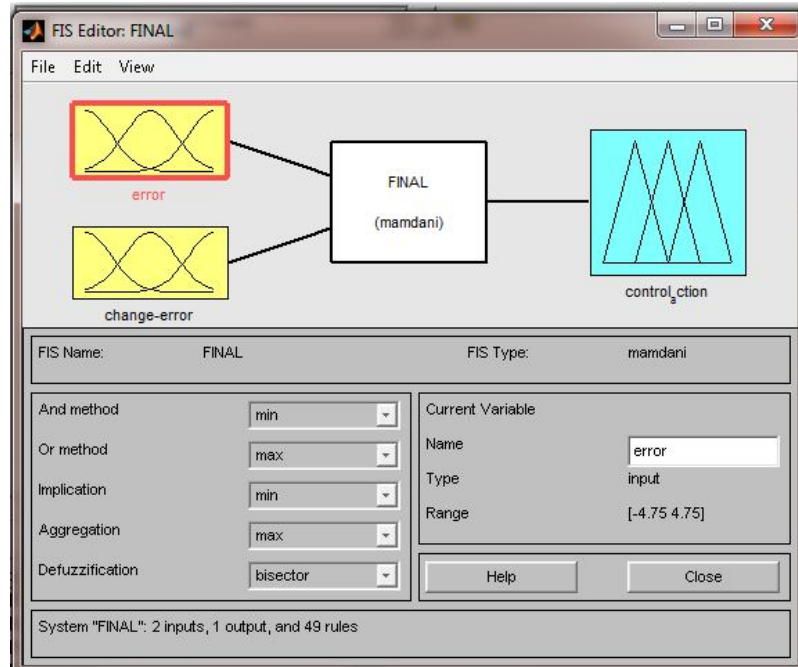 FIS Editor: FINAL
File Edit View
error
change-error
FINAL
(mamdani)
control_action
FIS Name: FINAL FIS Type: mamdani
And method min
Or method max
Implication min
Aggregation max
Defuzzification bisector
Current Variable
Name error
Type input
Range [-4.75 4.75]
Help Close
System "FINAL": 2 inputs, 1 output, and 49 rules